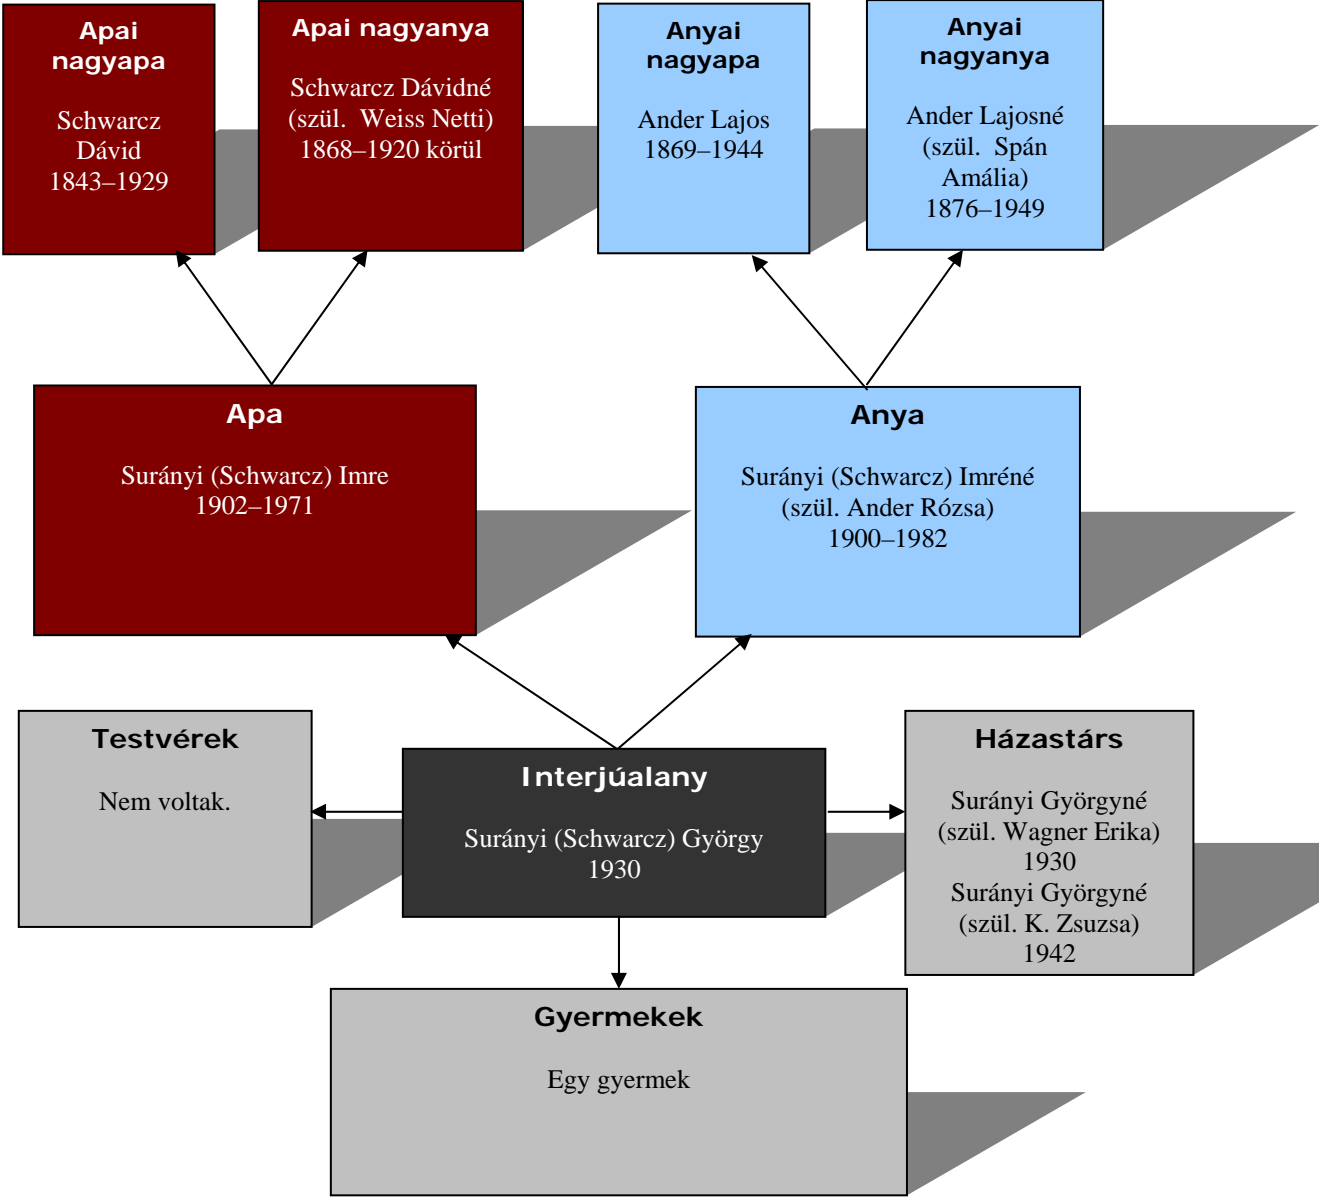 Apai
nagyapa
Schwarcz
Dávid
1843–1929
Apai nagyanya
Schwarcz Dávidné
(szül.  Weiss Netti)
1868–1920 körül
Anyai
nagyapa
Ander Lajos
1869–1944
Anyai
nagyanya
Ander Lajosné
(szül.  Spán
Amália)
1876–1949
Apa
Surányi (Schwarcz) Imre
1902–1971
Anya
Surányi (Schwarcz) Imréné
(szül. Ander Rózsa)
1900–1982
Testvérek
Nem voltak.
Interjúalany
Surányi (Schwarcz) György
1930
Házastárs
Surányi Györgyné
(szül. Wagner Erika)
1930
Surányi Györgyné
(szül. K. Zsuzsa)
1942
Gyermekek
Egy gyermek